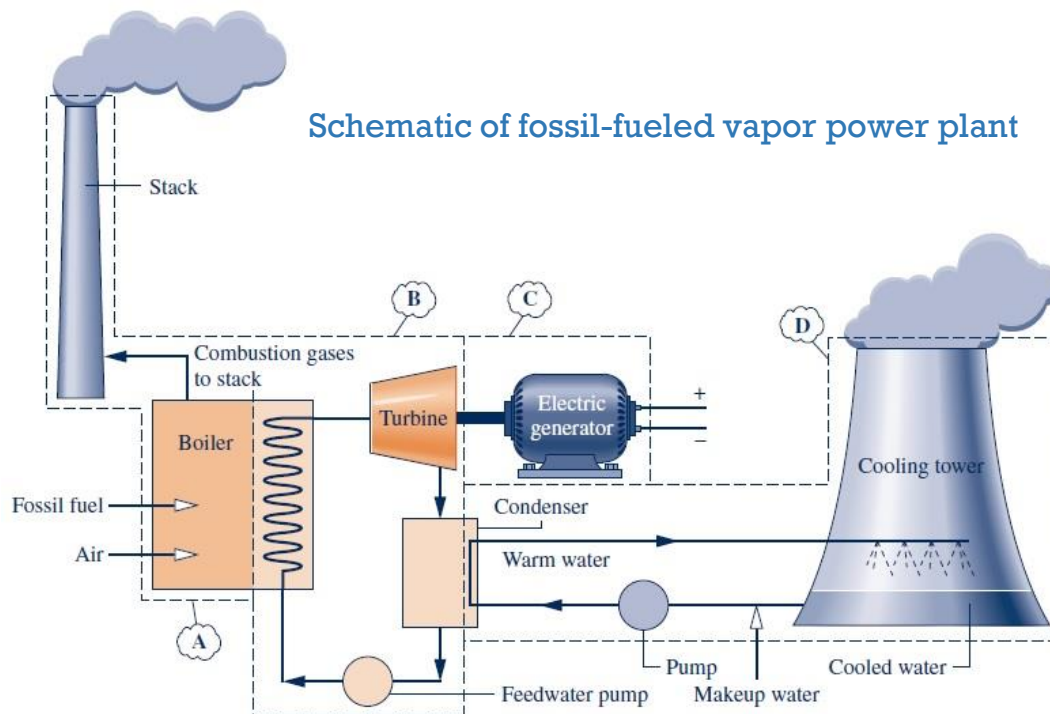 Schematic of fossil-fueled vapor power plant
Stack
B
C
D
Combustion gases
to stack
Turbine
Electric
generator
+
−
Boiler
Cooling tower
Fossil fuel
Condenser
Air
Warm water
A
Pump
Cooled water
Feedwater pump
Makeup water